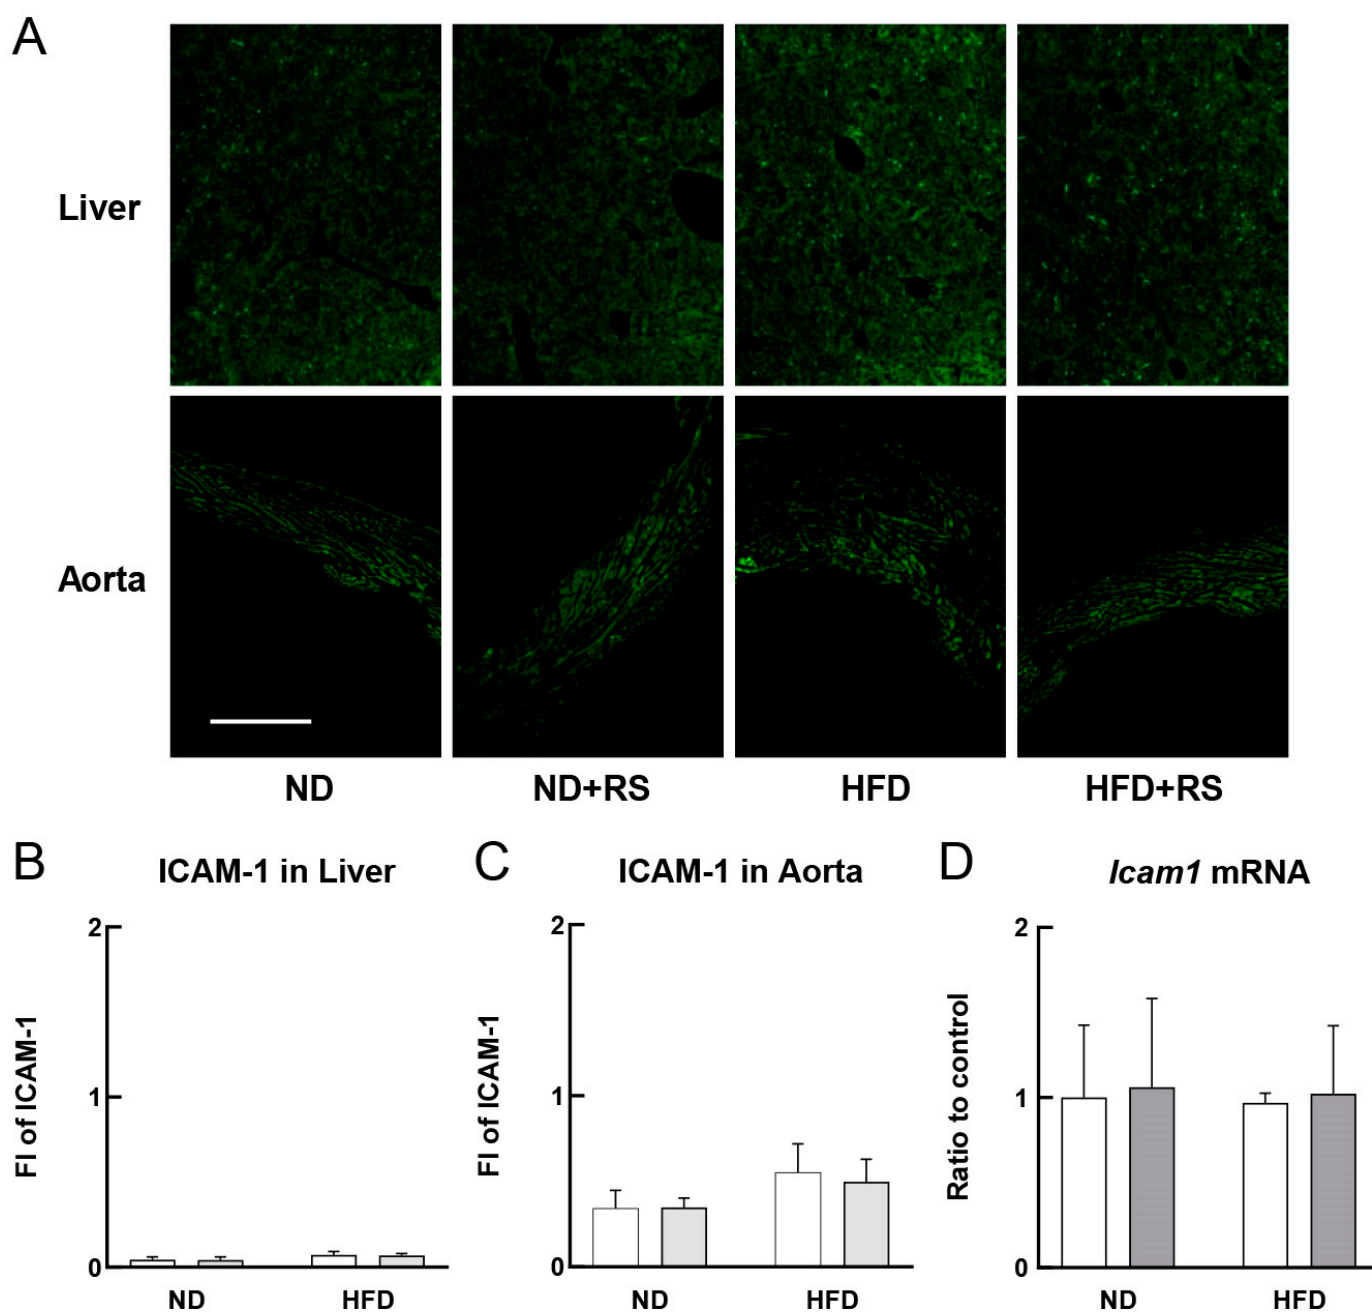 A
Liver
Aorta
ND
ND+RS
HFD
HFD+RS
B
ICAM-1 in Liver
FI of ICAM-1
2
1
0
ND
HFD
C
ICAM-1 in Aorta
FI of ICAM-1
2
1
0
ND
HFD
D
Icam1 mRNA
Ratio to control
2
1
0
ND
HFD